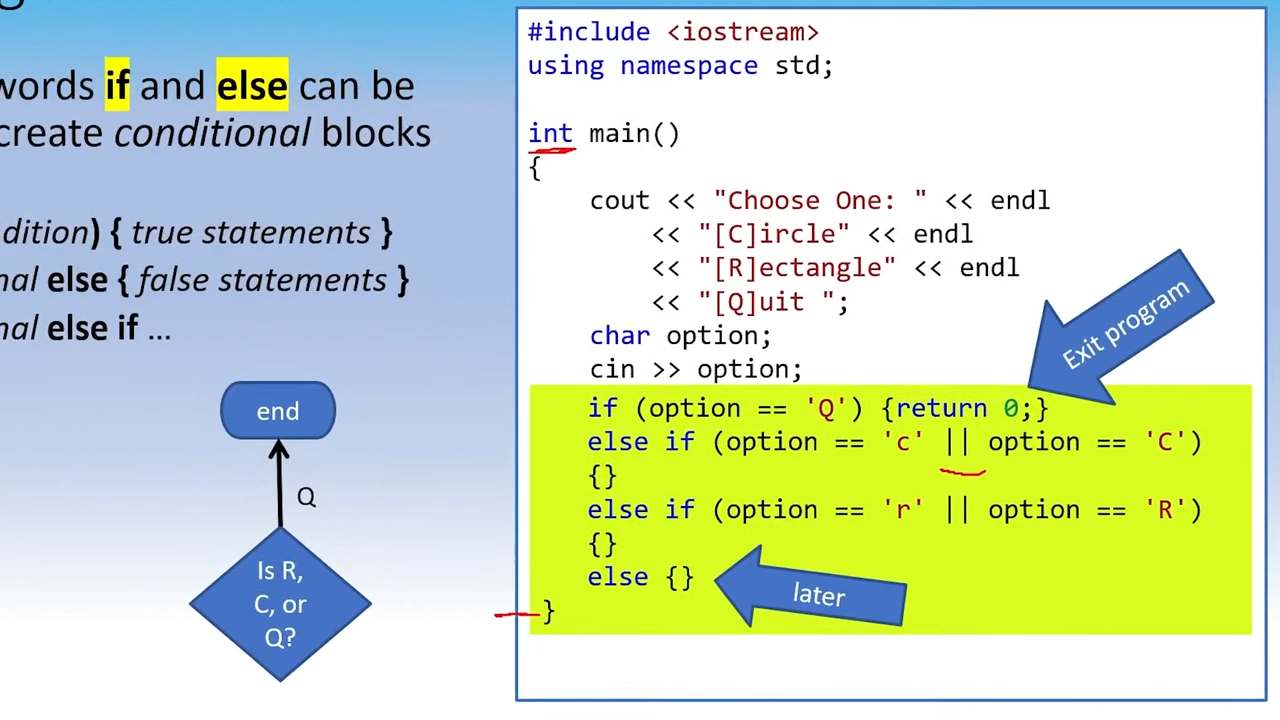 words if and else can be
create conditional blocks
dition) { true statements }
nal else { false statements }
nal else if ...
end
Q
Is R,
C, or
Q?
#include <iostream>
using namespace std;
int main()
{
cout << "Choose One: " << endl
<< "[C]ircle" << endl
<< "[R]ectangle" << endl
<< "[Q]uit ";
char option;
cin >> option;
if (option == 'Q') {return 0;}
else if (option == 'c' || option == 'C')
{}
else if (option == 'r' || option == 'R')
{}
else {}
}
Exit program
later